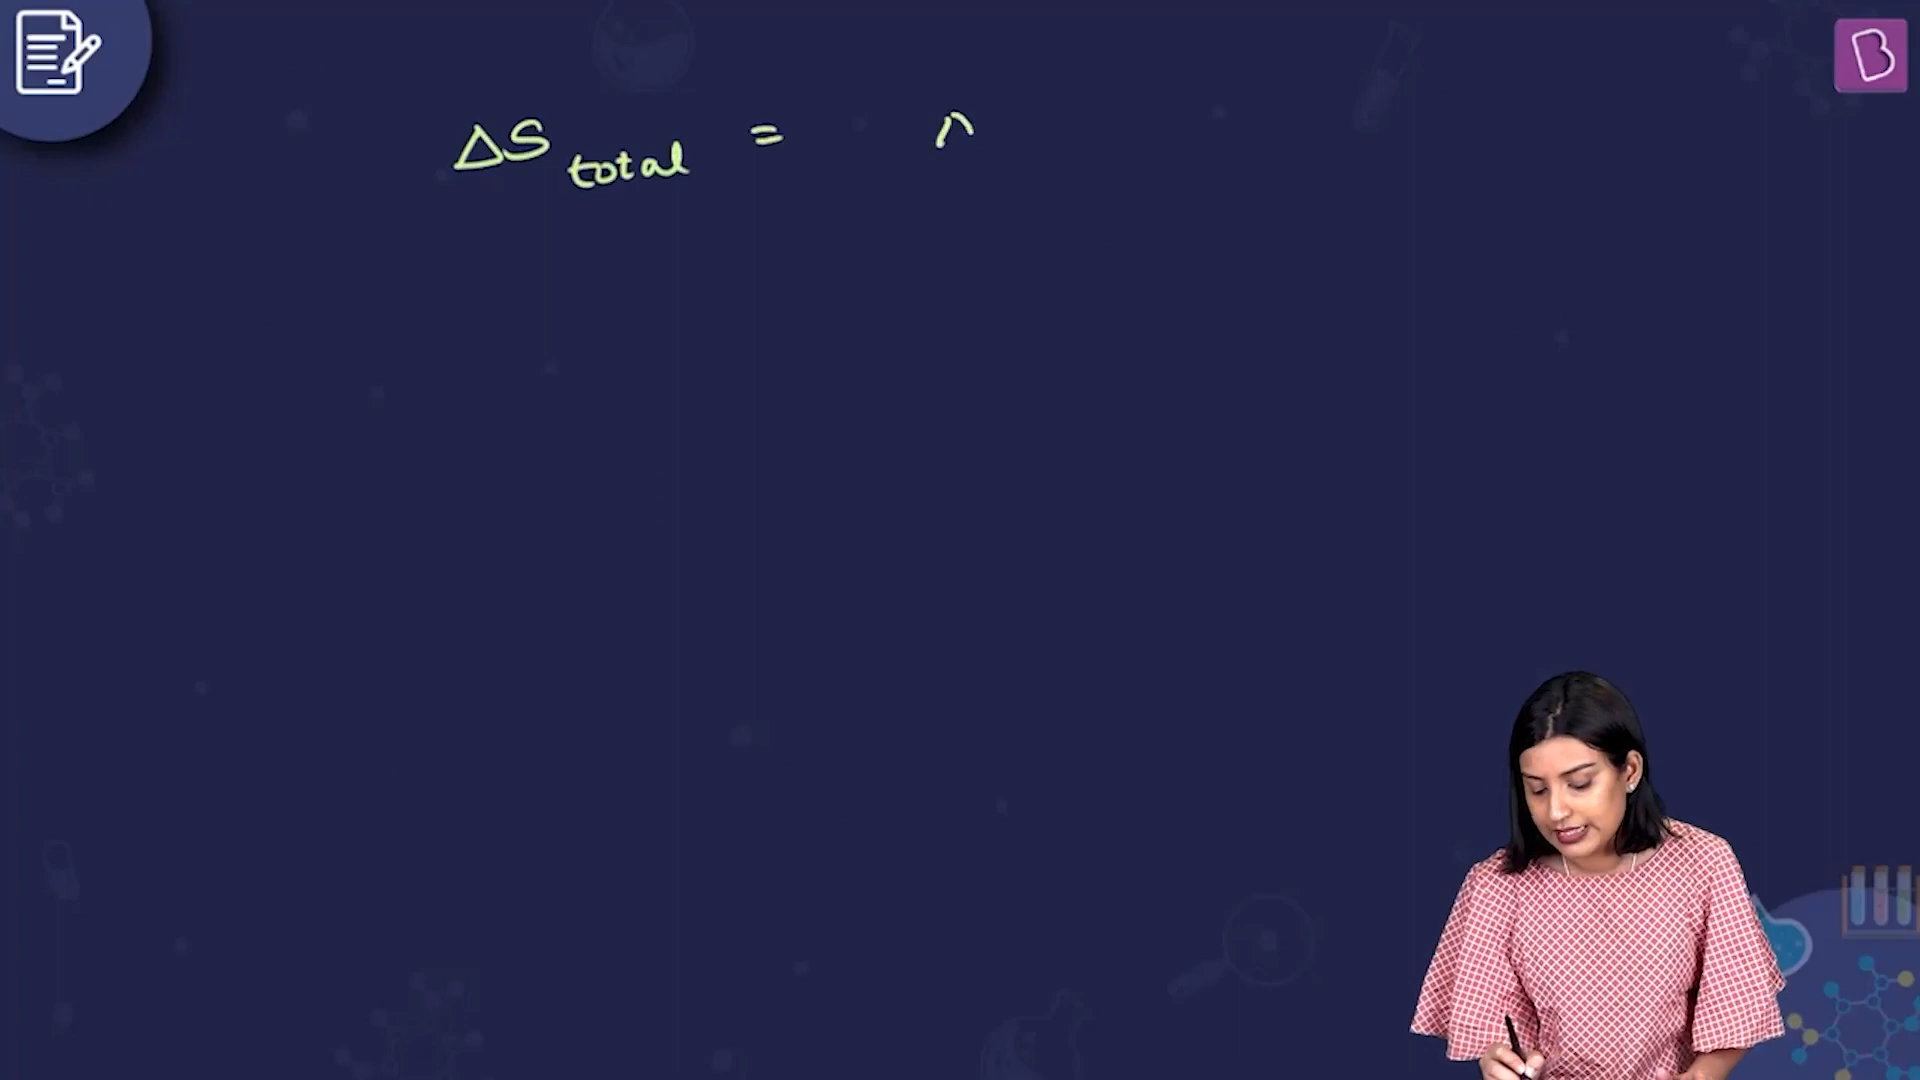 ΔS total =